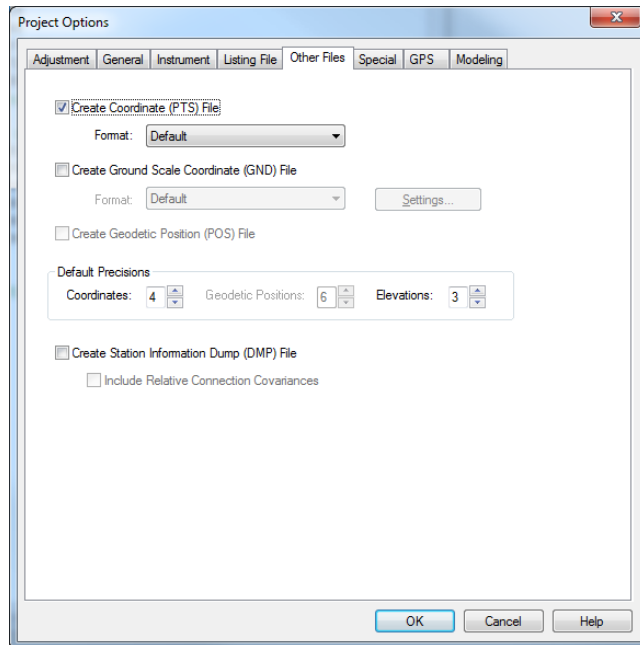 Project Options
Adjustment General Instrument Listing File Other Files Special GPS Modeling
Create Coordinate (PTS) File
Format: Default
Create Ground Scale Coordinate (GND) File
Format: Default Settings...
Create Geodetic Position (POS) File
Default Precisions
Coordinates: 4 Geodetic Positions: 6 Elevations: 3
Create Station Information Dump (DMP) File
Include Relative Connection Covariances
OK Cancel Help